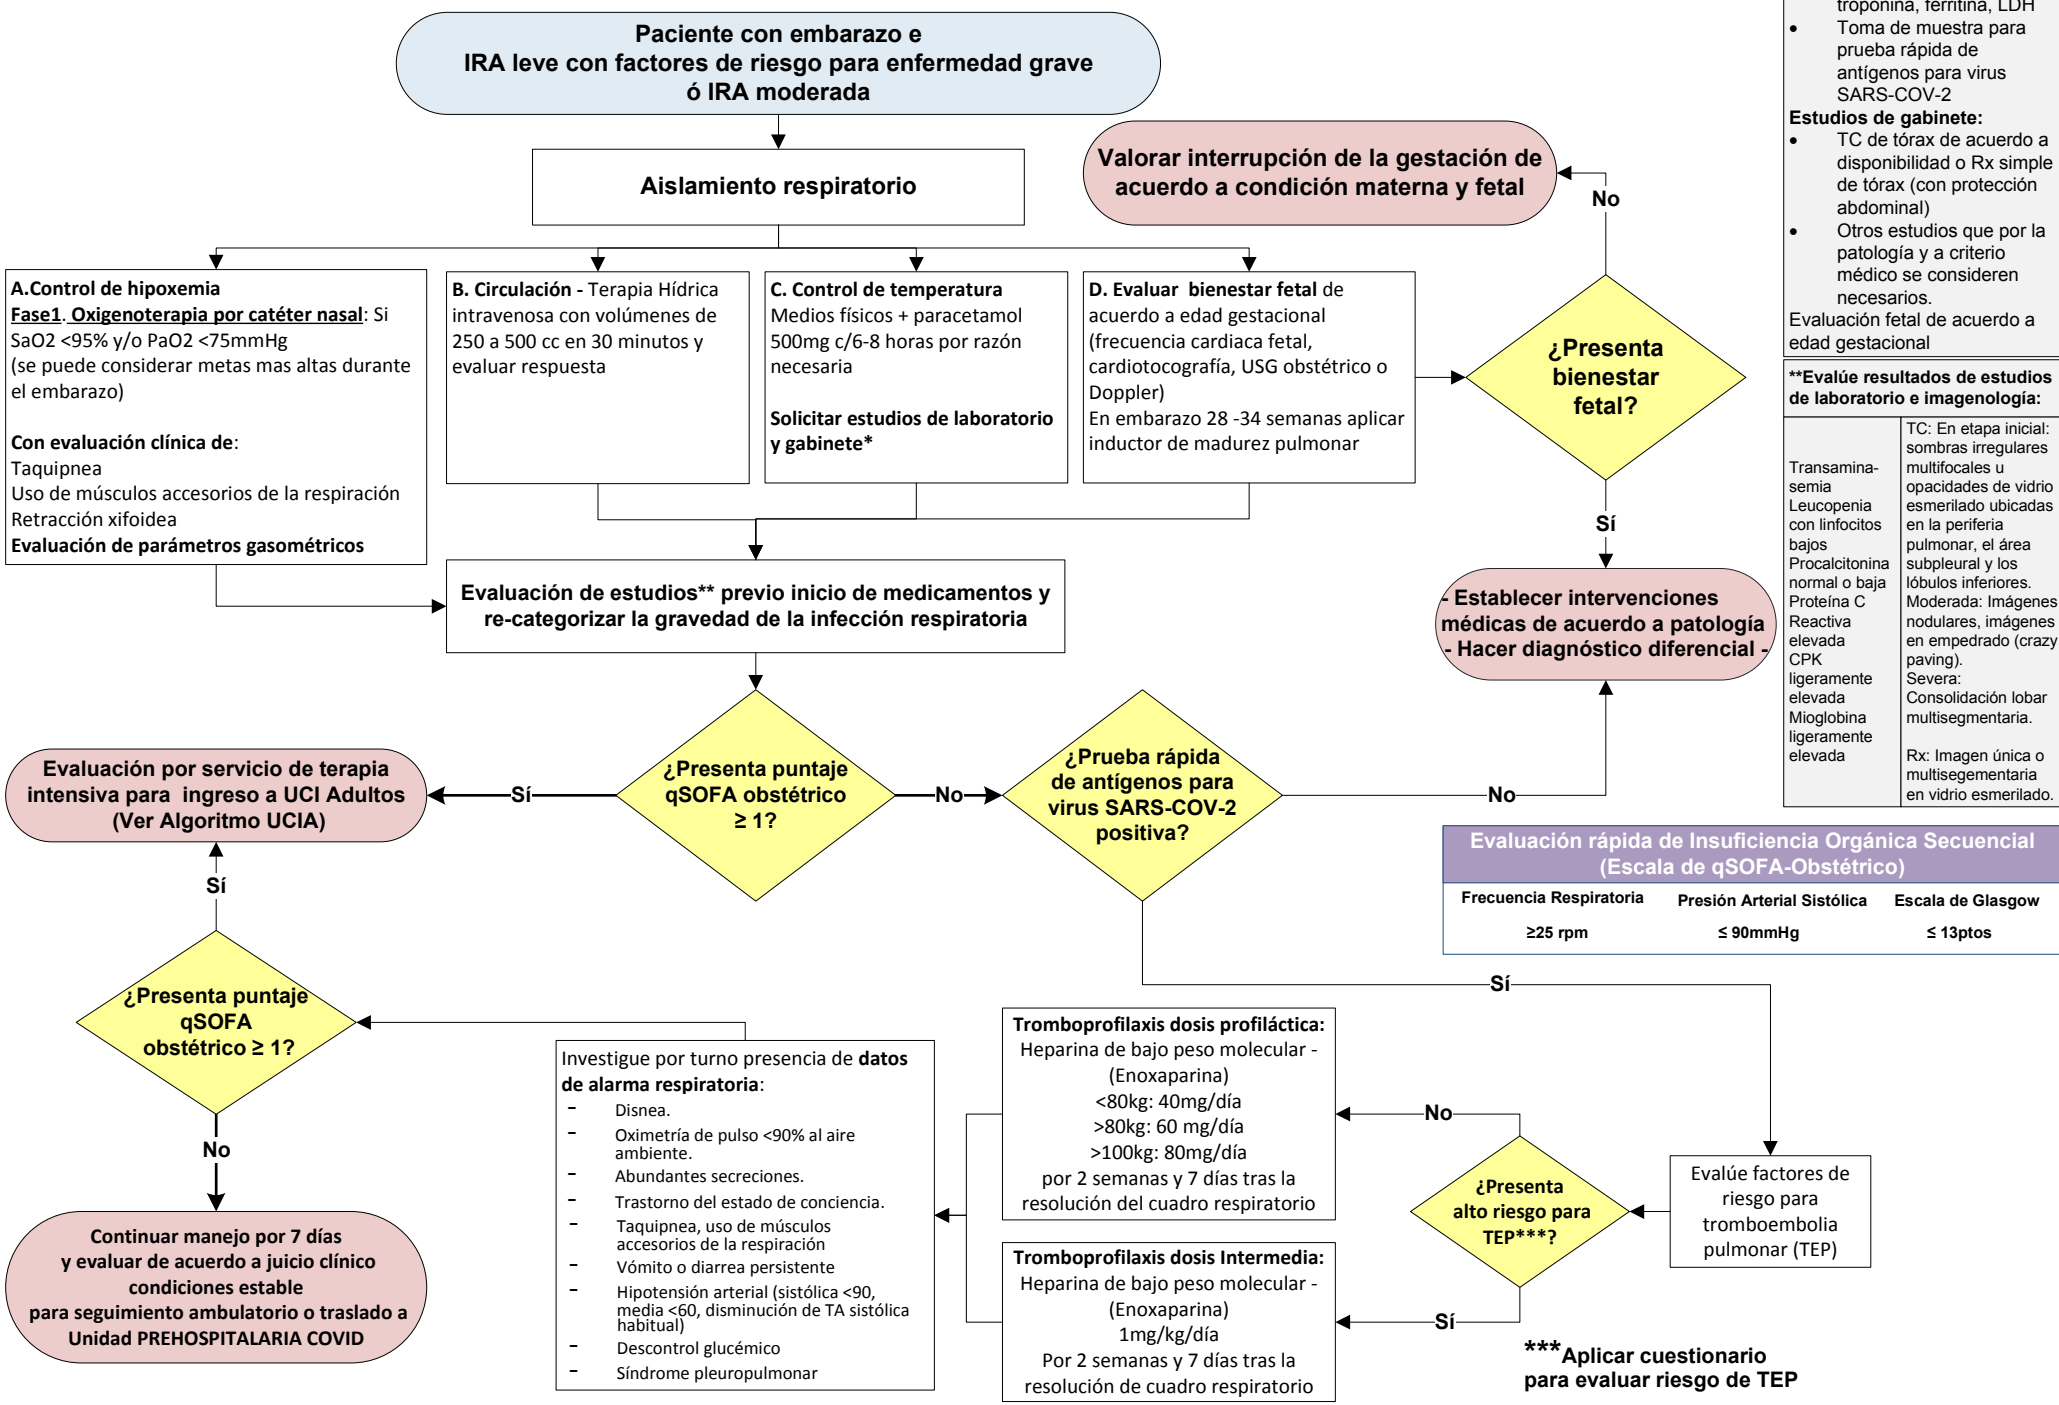 Paciente con embarazo e
IRA leve con factores de riesgo para enfermedad grave
ó IRA moderada
Aislamiento respiratorio
Valorar interrupción de la gestación de
acuerdo a condición materna y fetal
No
A.Control de hipoxemia
Fase1. Oxigenoterapia por catéter nasal: Si
SaO2 <95% y/o PaO2 <75mmHg
(se puede considerar metas mas altas durante
el embarazo)
Con evaluación clínica de:
Taquipnea
Uso de músculos accesorios de la respiración
Retracción xifoidea
Evaluación de parámetros gasométricos
B. Circulación - Terapia Hídrica
intravenosa con volúmenes de
250 a 500 cc en 30 minutos y
evaluar respuesta
C. Control de temperatura
Medios físicos + paracetamol
500mg c/6-8 horas por razón
necesaria
Solicitar estudios de laboratorio
y gabinete*
D. Evaluar bienestar fetal de
acuerdo a edad gestacional
(frecuencia cardiaca fetal,
cardiotocografía, USG obstétrico o
Doppler)
En embarazo 28 -34 semanas aplicar
inductor de madurez pulmonar
¿Presenta
bienestar
fetal?
Sí
- Establecer intervenciones
médicas de acuerdo a patología
- Hacer diagnóstico diferencial -
Evaluación de estudios** previo inicio de medicamentos y
re-categorizar la gravedad de la infección respiratoria
troponina, ferritina, LDH
• Toma de muestra para
prueba rápida de
antígenos para virus
SARS-COV-2
Estudios de gabinete:
• TC de tórax de acuerdo a
disponibilidad o Rx simple
de tórax (con protección
abdominal)
• Otros estudios que por la
patología y a criterio
médico se consideren
necesarios.
Evaluación fetal de acuerdo a
edad gestacional
**Evalúe resultados de estudios
de laboratorio e imagenología:
Transamina-
semia
Leucopenia
con linfocitos
bajos
Procalcitonina
normal o baja
Proteína C
Reactiva
elevada
CPK
ligeramente
elevada
Mioglobina
ligeramente
elevada
TC: En etapa inicial:
sombras irregulares
multifocales u
opacidades de vidrio
esmerilado ubicadas
en la periferia
pulmonar, el área
subpleural y los
lóbulos inferiores.
Moderada: Imágenes
nodulares, imágenes
en empedrado (crazy
paving).
Severa:
Consolidación lobar
multisegmentaria.
Rx: Imagen única o
multisegementaria
en vidrio esmerilado.
Evaluación por servicio de terapia
intensiva para ingreso a UCI Adultos
(Ver Algoritmo UCIA)
Sí
¿Presenta puntaje
qSOFA obstétrico
≥ 1?
No
¿Prueba rápida
de antígenos para
virus SARS-COV-2
positiva?
No
Evaluación rápida de Insuficiencia Orgánica Secuencial
(Escala de qSOFA-Obstétrico)
Frecuencia Respiratoria Presión Arterial Sistólica Escala de Glasgow
≥25 rpm ≤ 90mmHg ≤ 13ptos
Sí
Sí
¿Presenta puntaje
qSOFA
obstétrico ≥ 1?
No
Continuar manejo por 7 días
y evaluar de acuerdo a juicio clínico
condiciones estable
para seguimiento ambulatorio o traslado a
Unidad PREHOSPITALARIA COVID
Investigue por turno presencia de datos
de alarma respiratoria:
- Disnea.
- Oximetría de pulso <90% al aire
ambiente.
- Abundantes secreciones.
- Trastorno del estado de conciencia.
- Taquipnea, uso de músculos
accesorios de la respiración
- Vómito o diarrea persistente
- Hipotensión arterial (sistólica <90,
media <60, disminución de TA sistólica
habitual)
- Descontrol glucémico
- Síndrome pleuropulmonar
Tromboprofilaxis dosis profiláctica:
Heparina de bajo peso molecular -
(Enoxaparina)
<80kg: 40mg/día
>80kg: 60 mg/día
>100kg: 80mg/día
por 2 semanas y 7 días tras la
resolución del cuadro respiratorio
Tromboprofilaxis dosis Intermedia:
Heparina de bajo peso molecular -
(Enoxaparina)
1mg/kg/día
Por 2 semanas y 7 días tras la
resolución de cuadro respiratorio
No
¿Presenta
alto riesgo para
TEP***?
Sí
Evalúe factores de
riesgo para
tromboembolia
pulmonar (TEP)
***Aplicar cuestionario
para evaluar riesgo de TEP